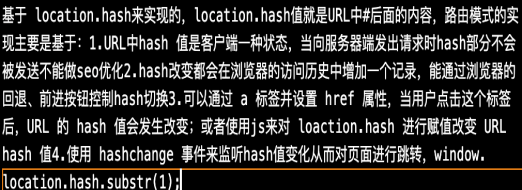 基于 location.hash来实现的, location.hash值就是URL中#后面的内容, 路由模式的实
现主要是基于: 1.URL中hash 值是客户端一种状态, 当向服务器端发出请求时hash部分不会
被发送不能做seo优化2.hash改变都会在浏览器的访问历史中增加一个记录, 能通过浏览器的
回退、前进按钮控制hash切换3.可以通过 a 标签并设置 href 属性, 当用户点击这个标签
后, URL 的 hash 值会发生改变; 或者使用js来对 loaction.hash 进行赋值改变 URL
hash 值4.使用 hashchange 事件来监听hash值变化从而对页面进行跳转, window.
location.hash.substr(1);